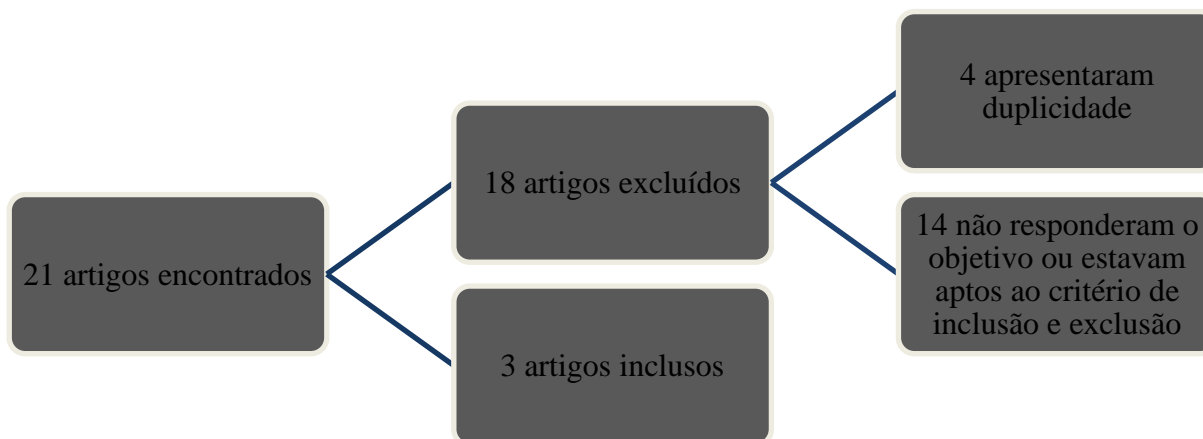 21 artigos encontrados
18 artigos excluídos
3 artigos inclusos
4 apresentaram
duplicidade
14 não responderam o
objetivo ou estavam
aptos ao critério de
inclusão e exclusão